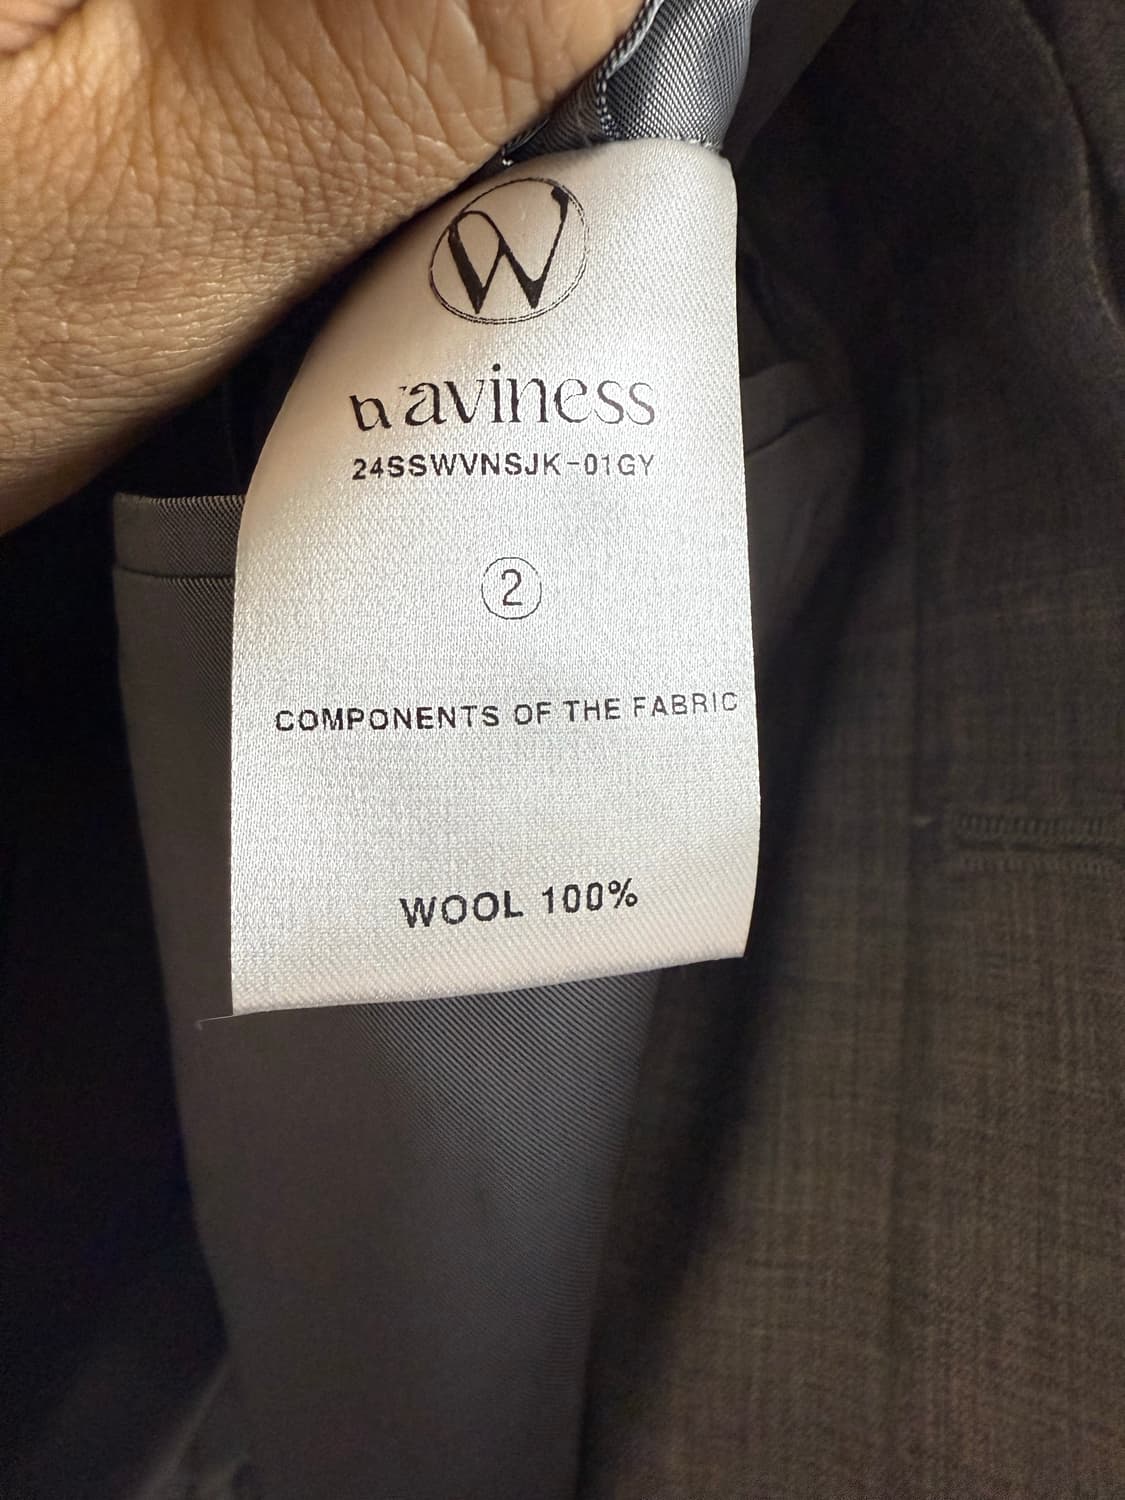 W
waviness
24SSWVNSJK-01GY
2
COMPONENTS OF THE FABRIC
WOOL 100%